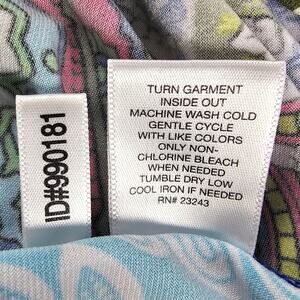 ID#990181
TURN GARMENT
INSIDE OUT
MACHINE WASH COLD
GENTLE CYCLE
WITH LIKE COLORS
ONLY NON-
CHLORINE BLEACH
WHEN NEEDED
TUMBLE DRY LOW
COOL IRON IF NEEDED
RN# 23243